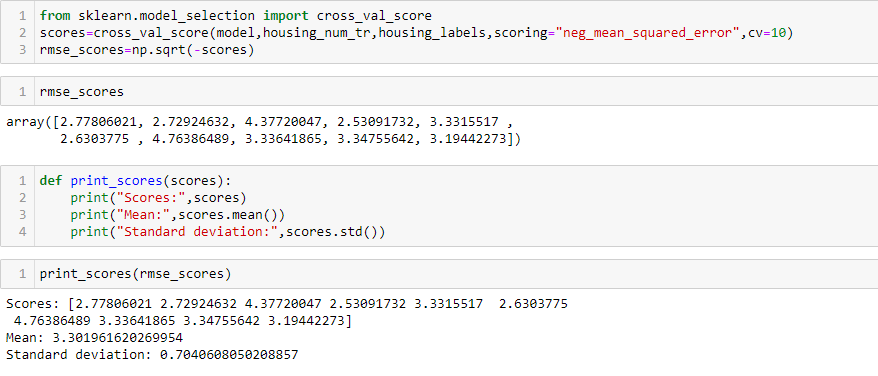 1 from sklearn.model_selection import cross_val_score
2 scores=cross_val_score(model,housing_num_tr,housing_labels,scoring="neg_mean_squared_error",cv=10)
3 rmse_scores=np.sqrt(-scores)
1 rmse_scores
array([2.77806021, 2.72924632, 4.37720047, 2.53091732, 3.3315517 ,
       2.6303775 , 4.76386489, 3.33641865, 3.34755642, 3.19442273])
1 def print_scores(scores):
2     print("Scores:",scores)
3     print("Mean:",scores.mean())
4     print("Standard deviation:",scores.std())
1 print_scores(rmse_scores)
Scores: [2.77806021 2.72924632 4.37720047 2.53091732 3.3315517  2.6303775
 4.76386489 3.33641865 3.34755642 3.19442273]
Mean: 3.301961620269954
Standard deviation: 0.7040608050208857